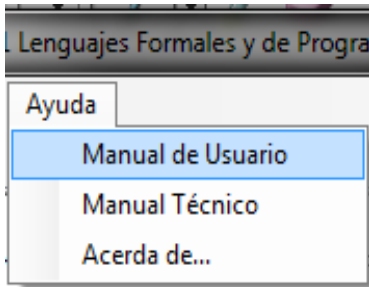 Lenguajes Formales y de Progra
Ayuda
Manual de Usuario
Manual Técnico
Acerda de...